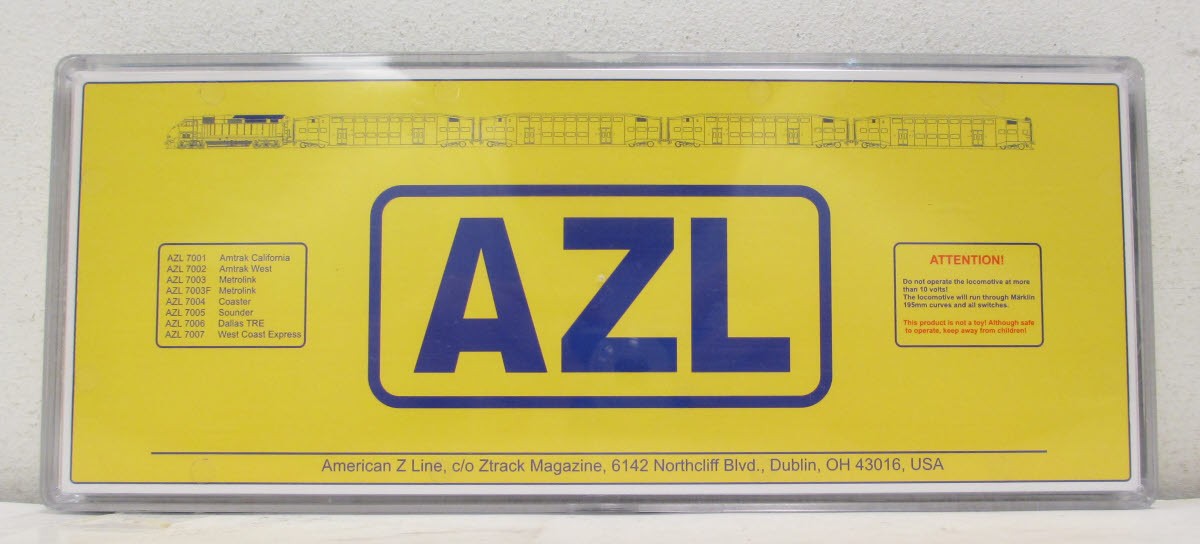 AZL
AZL 7001 Amtrak California
AZL 7002 Amtrak West
AZL 7003 Metrolink
AZL 7003F Metrolink
AZL 7004 Coaster
AZL 7005 Sounder
AZL 7006 Dallas TRE
AZL 7007 West Coast Express
ATTENTION!
Do not operate the locomotive at more
than 10 volts!
The locomotive will run through Märklin
195mm curves and all switches.
This product is not a toy! Although safe
to operate, keep away from children!
American Z Line, c/o Ztrack Magazine, 6142 Northcliff Blvd., Dublin, OH 43016, USA